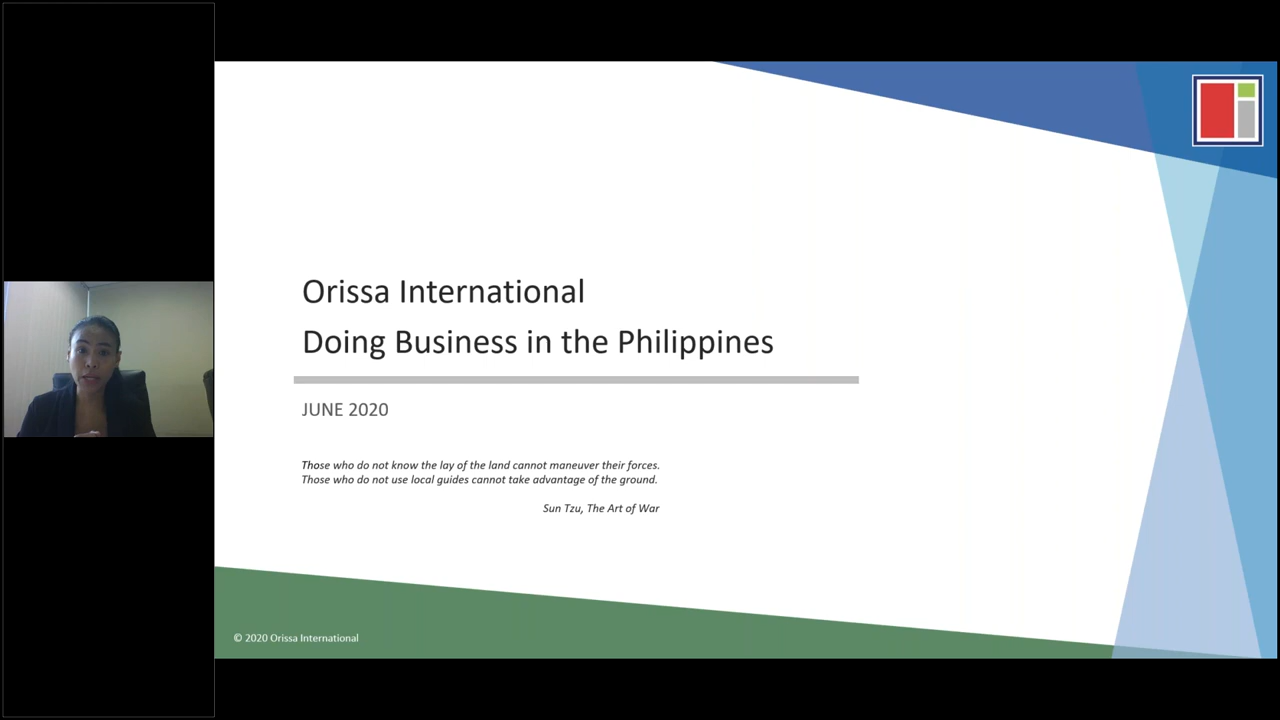 Orissa International
Doing Business in the Philippines
JUNE 2020
Those who do not know the lay of the land cannot maneuver their forces.
Those who do not use local guides cannot take advantage of the ground.
Sun Tzu, The Art of War
© 2020 Orissa International